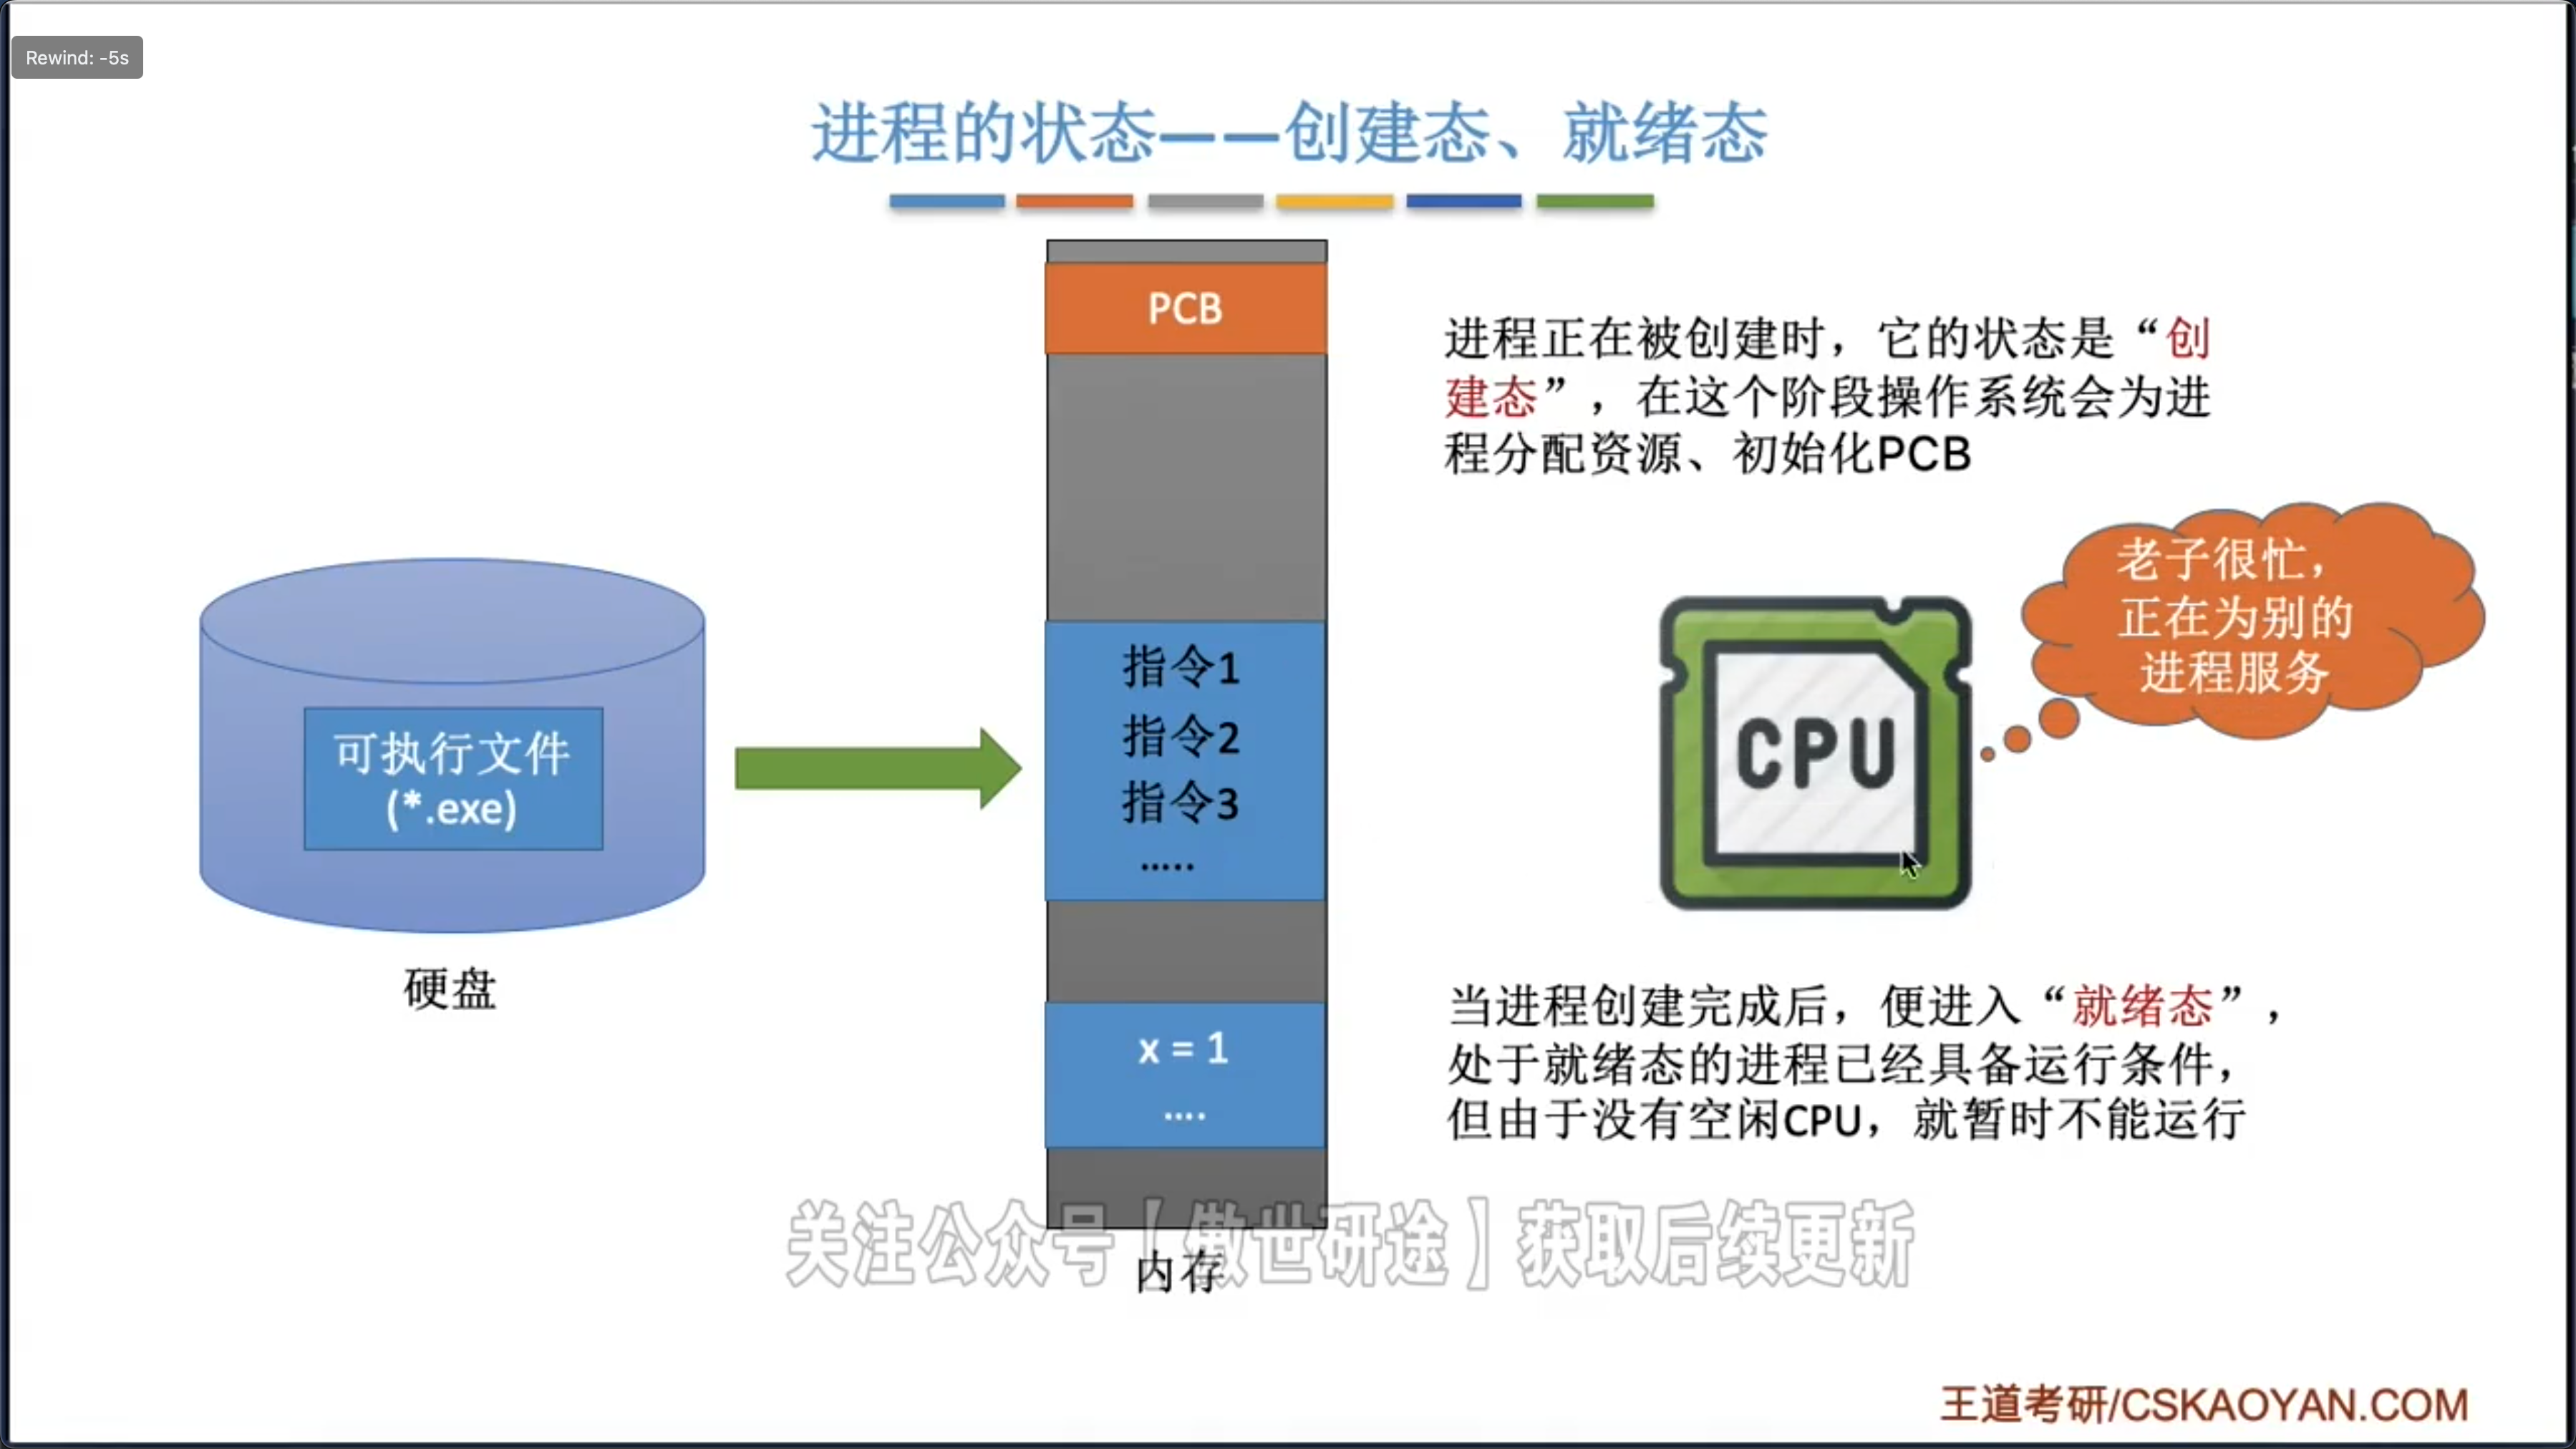 Rewind: -5s
进程的状态——创建态、就绪态
PCB
进程正在被创建时，它的状态是“创
建态”，在这个阶段操作系统会为进
程分配资源、初始化PCB
老子很忙，
正在为别的
进程服务
指令1
指令2
指令3
.....
CPU
可执行文件
(*.exe)
硬盘
x = 1
....
当进程创建完成后，便进入“就绪态”，
处于就绪态的进程已经具备运行条件，
但由于没有空闲CPU，就暂时不能运行
关注公众号【傲世研途】获取后续更新
内存
王道考研/CSKAOYAN.COM